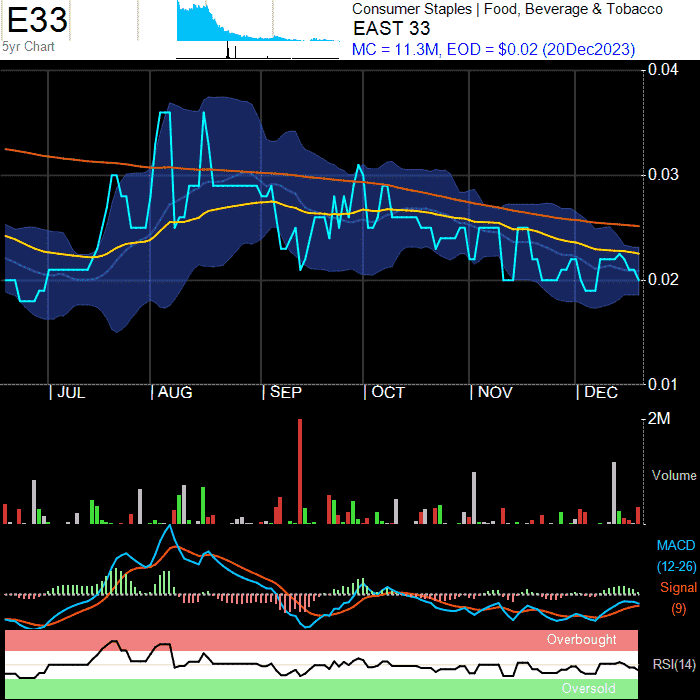 E33
5yr Chart
Consumer Staples | Food, Beverage & Tobacco
EAST 33
MC = 11.3M, EOD = $0.02 (20Dec2023)
0.04
0.03
0.02
0.01
| JUL | AUG | SEP | OCT | NOV | DEC
2M
Volume
MACD
(12-26)
Signal
(9)
Overbought
RSI(14)
Oversold